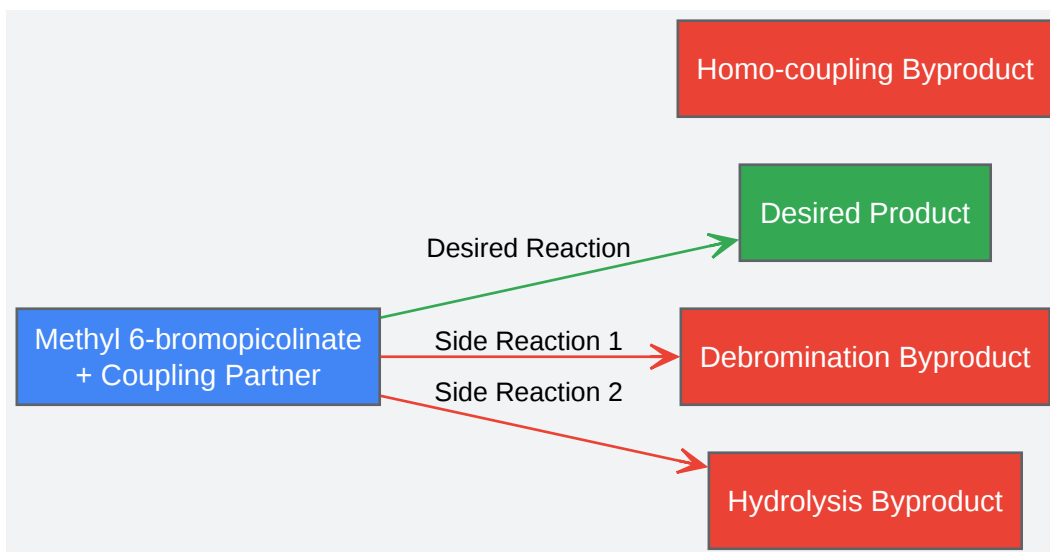 Homo-coupling Byproduct
Desired Product
Desired Reaction
Methyl 6-bromopicolinate
+ Coupling Partner
Side Reaction 1
Debromination Byproduct
Side Reaction 2
Hydrolysis Byproduct